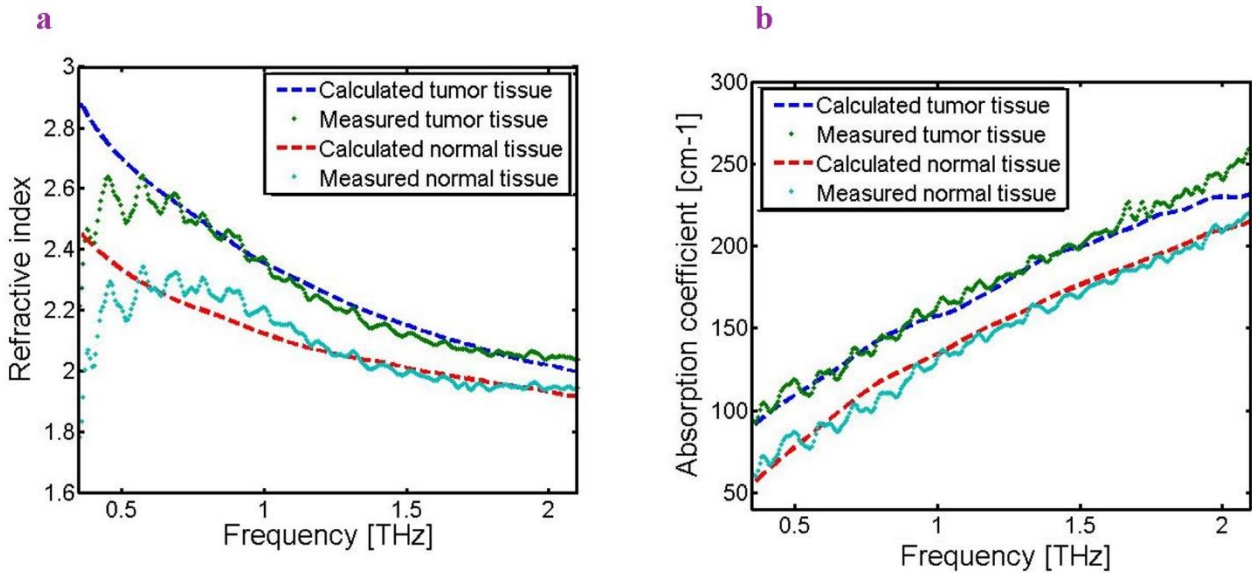 a
3
2.8
2.6
2.4
2.2
2
1.8
1.6
0.5
1
1.5
2
Refractive index
Frequency [THz]
Calculated tumor tissue
Measured tumor tissue
Calculated normal tissue
Measured normal tissue
b
300
250
200
150
100
50
0.5
1
1.5
2
Absorption coefficient [cm-1]
Frequency [THz]
Calculated tumor tissue
Measured tumor tissue
Calculated normal tissue
Measured normal tissue